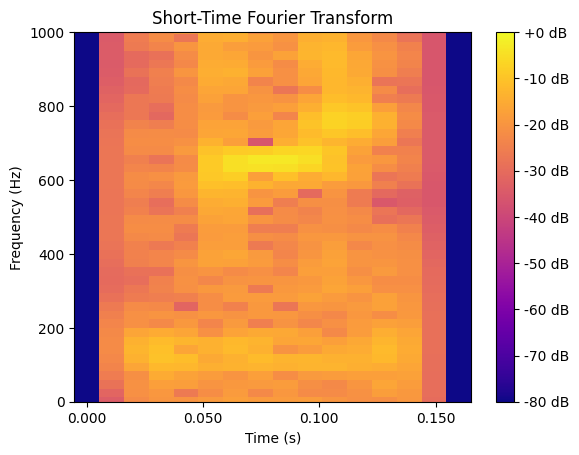 Short-Time Fourier Transform
1000
800
600
400
200
0
Frequency (Hz)
0.000
0.050
0.100
0.150
Time (s)
+0 dB
-10 dB
-20 dB
-30 dB
-40 dB
-50 dB
-60 dB
-70 dB
-80 dB